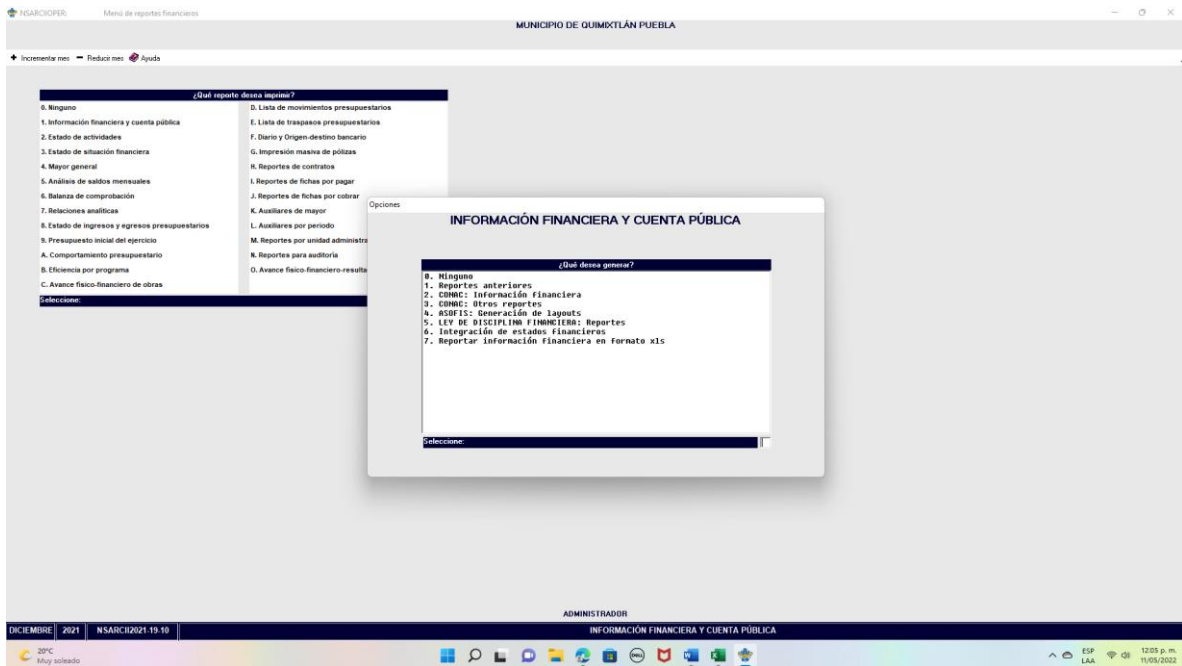 NSARCIIOPER: Menú de reportes financieros
MUNICIPIO DE QUIMIXTLÁN PUEBLA
Incrementar mes Reducir mes Ayuda
¿Qué reporte desea imprimir?
0. Ninguno
1. Información financiera y cuenta pública
2. Estado de actividades
3. Estado de situación financiera
4. Mayor general
5. Análisis de saldos mensuales
6. Balanza de comprobación
7. Relaciones analíticas
8. Estado de ingresos y egresos presupuestarios
9. Presupuesto inicial del ejercicio
A. Comportamiento presupuestario
B. Eficiencia por programa
C. Avance físico-financiero de obras
D. Lista de movimientos presupuestarios
E. Lista de traspasos presupuestarios
F. Diario y Origen-destino bancario
G. Impresión masiva de pólizas
H. Reportes de contratos
I. Reportes de fichas por pagar
J. Reportes de fichas por cobrar
K. Auxiliares de mayor
L. Auxiliares por periodo
M. Reportes por unidad administra
N. Reportes para auditoría
O. Avance físico-financiero-resulta
Seleccione:
Opciones
INFORMACIÓN FINANCIERA Y CUENTA PÚBLICA
¿Qué desea generar?
0. Ninguno
1. Reportes anteriores
2. CONAC: Información financiera
3. CONAC: Otros reportes
4. ASOFIS: Generación de layouts
5. LEY DE DISCIPLINA FINANCIERA: Reportes
6. Integración de estados financieros
7. Reportar información financiera en formato xls
Seleccione:
ADMINISTRADOR
DICIEMBRE 2021 NSARCII2021-19-10 INFORMACIÓN FINANCIERA Y CUENTA PÚBLICA
20°C
Muy soleado
DELL
ESP
LAA
12:05 p. m.
11/05/2022